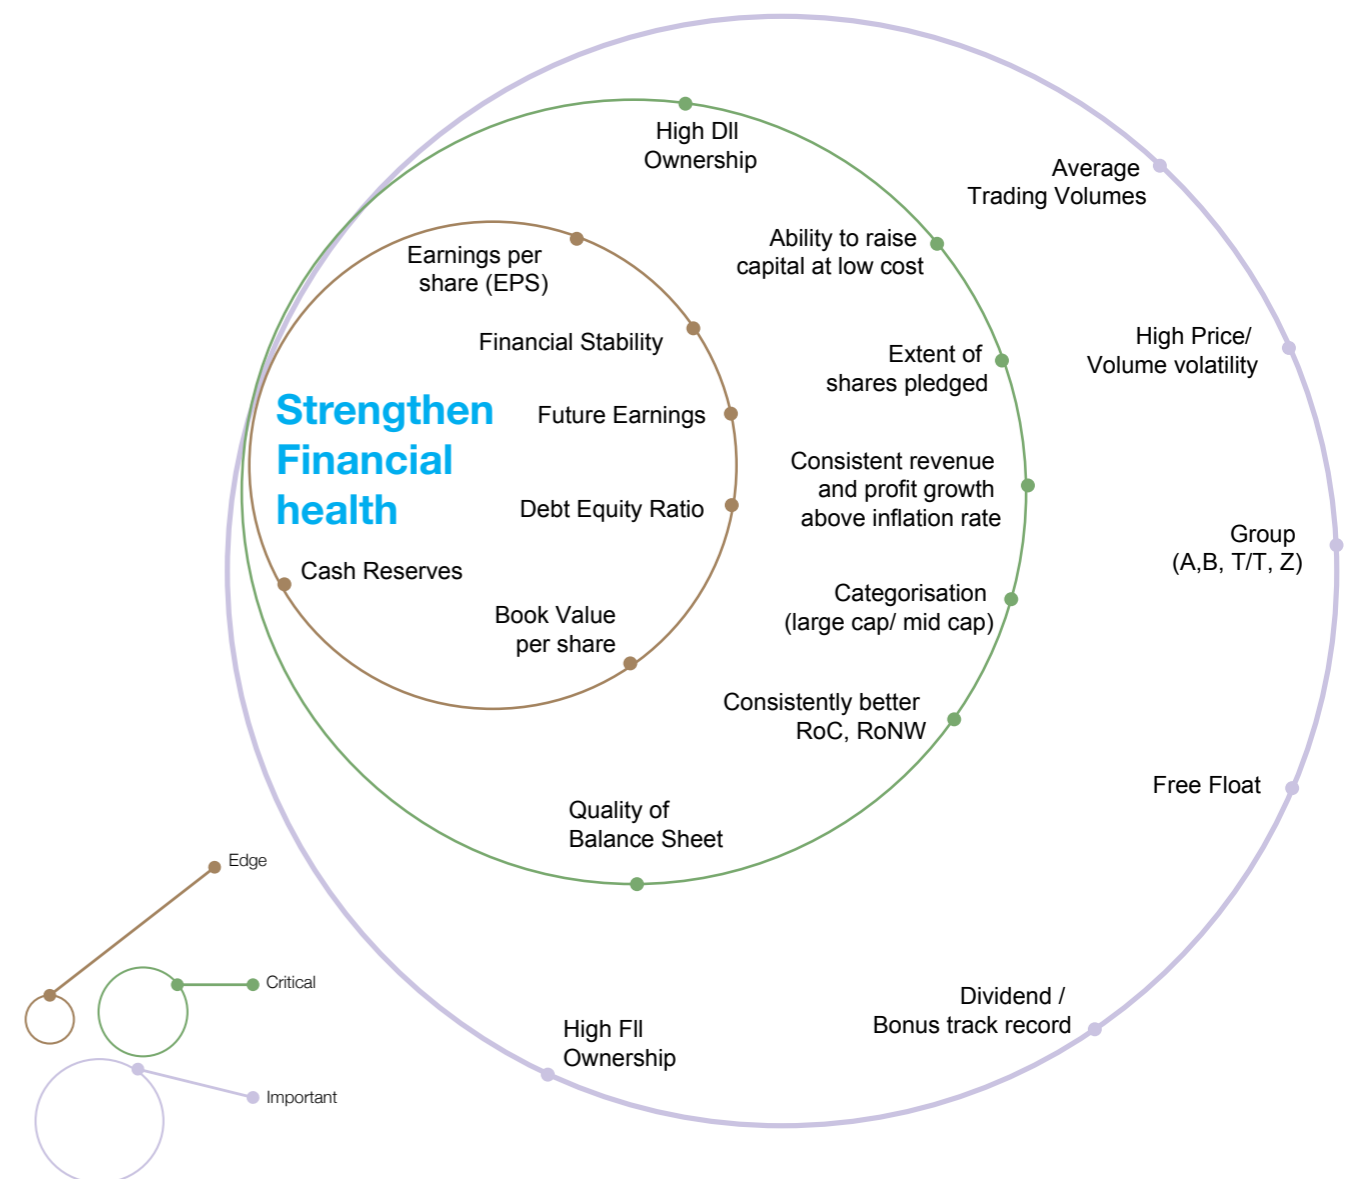 High DII
Ownership
Average
Trading Volumes
Ability to raise
capital at low cost
Earnings per
share (EPS)
Financial Stability
High Price/
Volume volatility
Extent of
shares pledged
Strengthen
Financial
health
Future Earnings
Consistent revenue
and profit growth
above inflation rate
Debt Equity Ratio
Group
(A,B, T/T, Z)
Cash Reserves
Categorisation
(large cap/ mid cap)
Book Value
per share
Consistently better
RoC, RoNW
Free Float
Quality of
Balance Sheet
Edge
Critical
Dividend /
Bonus track record
High FII
Ownership
Important